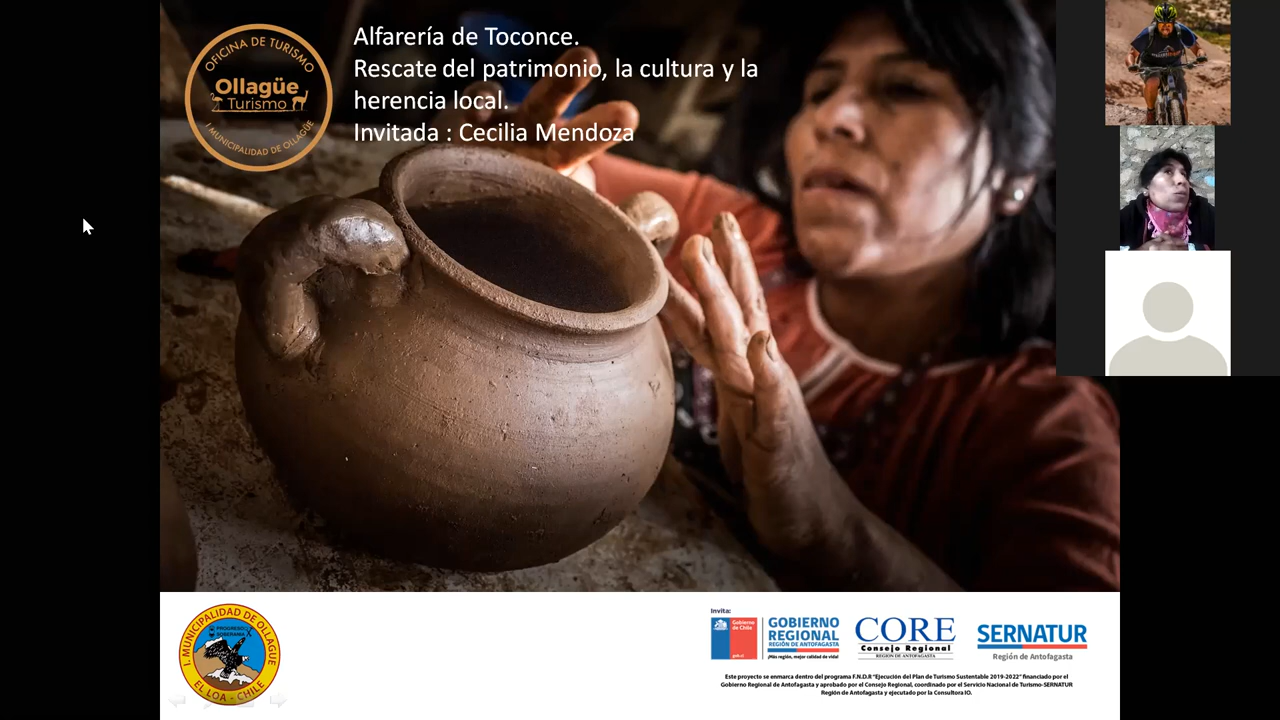 OFICINA DE TURISMO
Ollagüe
Turismo
I MUNICIPALIDAD DE OLLAGÜE
Alfarería de Toconce.
Rescate del patrimonio, la cultura y la
herencia local.
Invitada : Cecilia Mendoza
I. MUNICIPALIDAD DE OLLAGUE
PROGRESO
SOBERANIA
EL LOA - CHILE
Invita:
Gobierno
de Chile
gob.cl
GOBIERNO
REGIONAL
REGIÓN DE ANTOFAGASTA
¡Más región, mejor calidad de vida!
CORE
Consejo Regional
REGIÓN DE ANTOFAGASTA
SERNATUR
Región de Antofagasta
Este proyecto se enmarca dentro del programa F.N.D.R "Ejecución del Plan de Turismo Sustentable 2019-2022" financiado por el
Gobierno Regional de Antofagasta y aprobado por el Consejo Regional, coordinado por el Servicio Nacional de Turismo-SERNATUR
Región de Antofagasta y ejecutado por la Consultora IO.